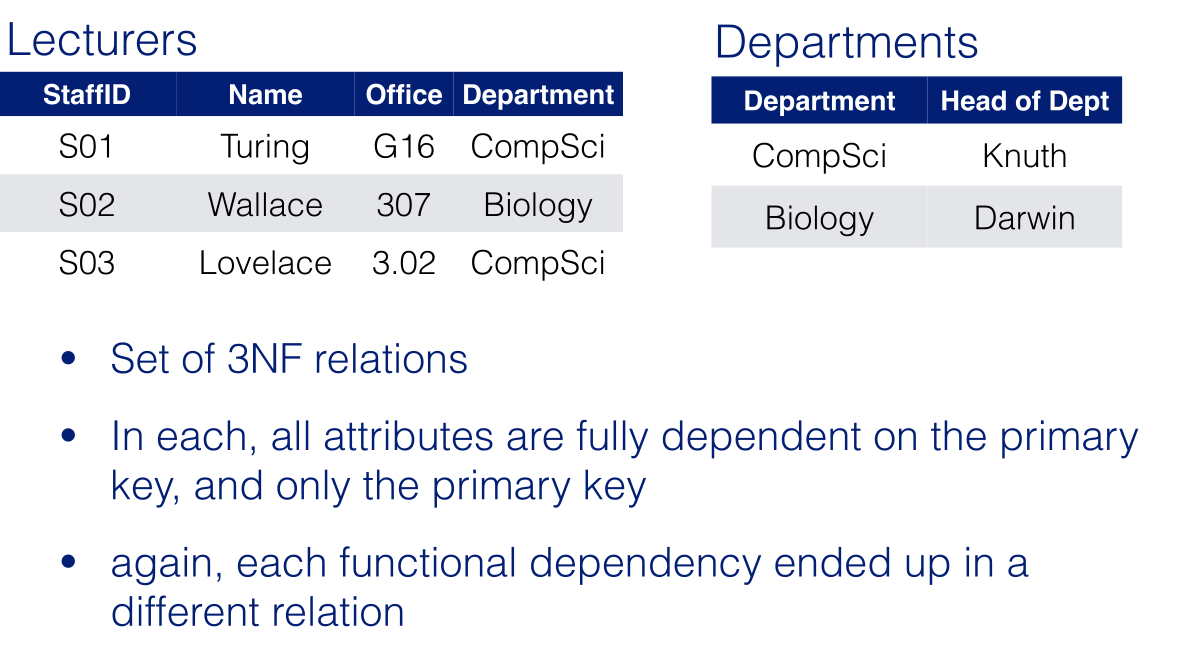 Lecturers
StaffID Name Office Department
S01 Turing G16 CompSci
S02 Wallace 307 Biology
S03 Lovelace 3.02 CompSci
Departments
Department Head of Dept
CompSci Knuth
Biology Darwin
• Set of 3NF relations
• In each, all attributes are fully dependent on the primary
key, and only the primary key
• again, each functional dependency ended up in a
different relation